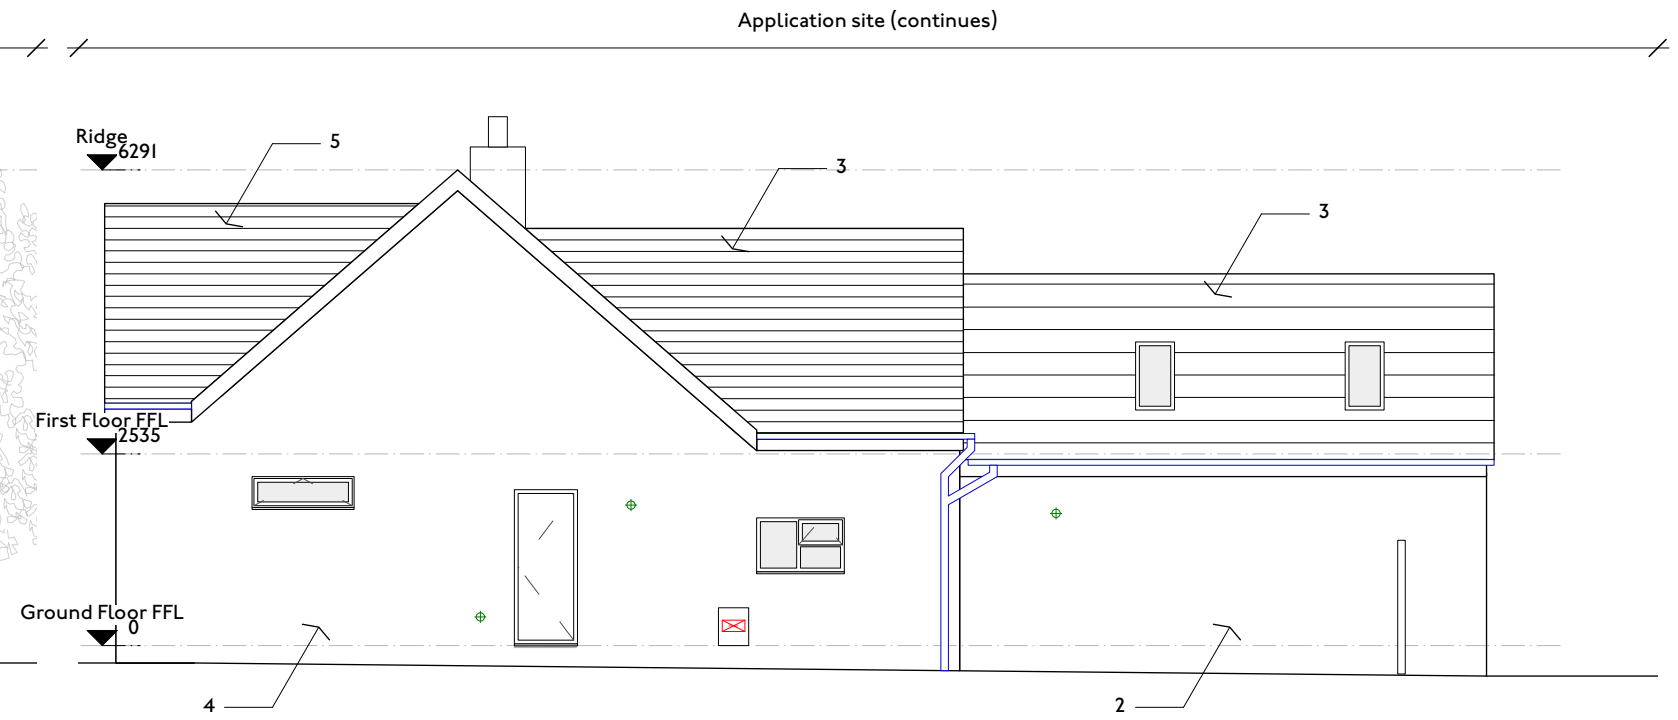 Application site (continues)
Ridge
6291
5
3
3
First Floor FFL
2535
Ground Floor FFL
0
4
2